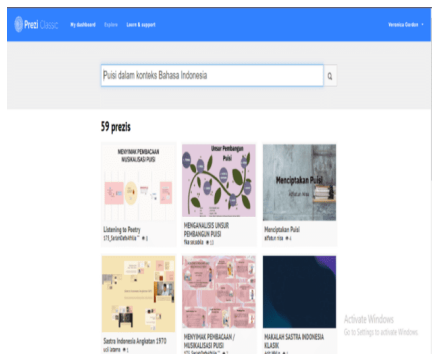 Prezi Classic
My dashboard Explore Learn & support
Veronica Dardon
Puisi dalam konteks Bahasa Indonesia
59 prezis
MENYIMAK PEMBACAAN
MUSIKALISASI PUISI
Listening to Poetry
6
Unsur Pembangun
Puisi
MENGANALISIS UNSUR
PEMBANGUN PUISI
Menciptakan Puisi
Menciptakan Puisi
Sastra Indonesia Angkatan 1970
MENYIMAK PEMBACAAN /
MUSIKALISASI PUISI
MAKALAH SASTRA INDONESIA
KLASIK
Activate Windows
Go to Settings to activate Windows.